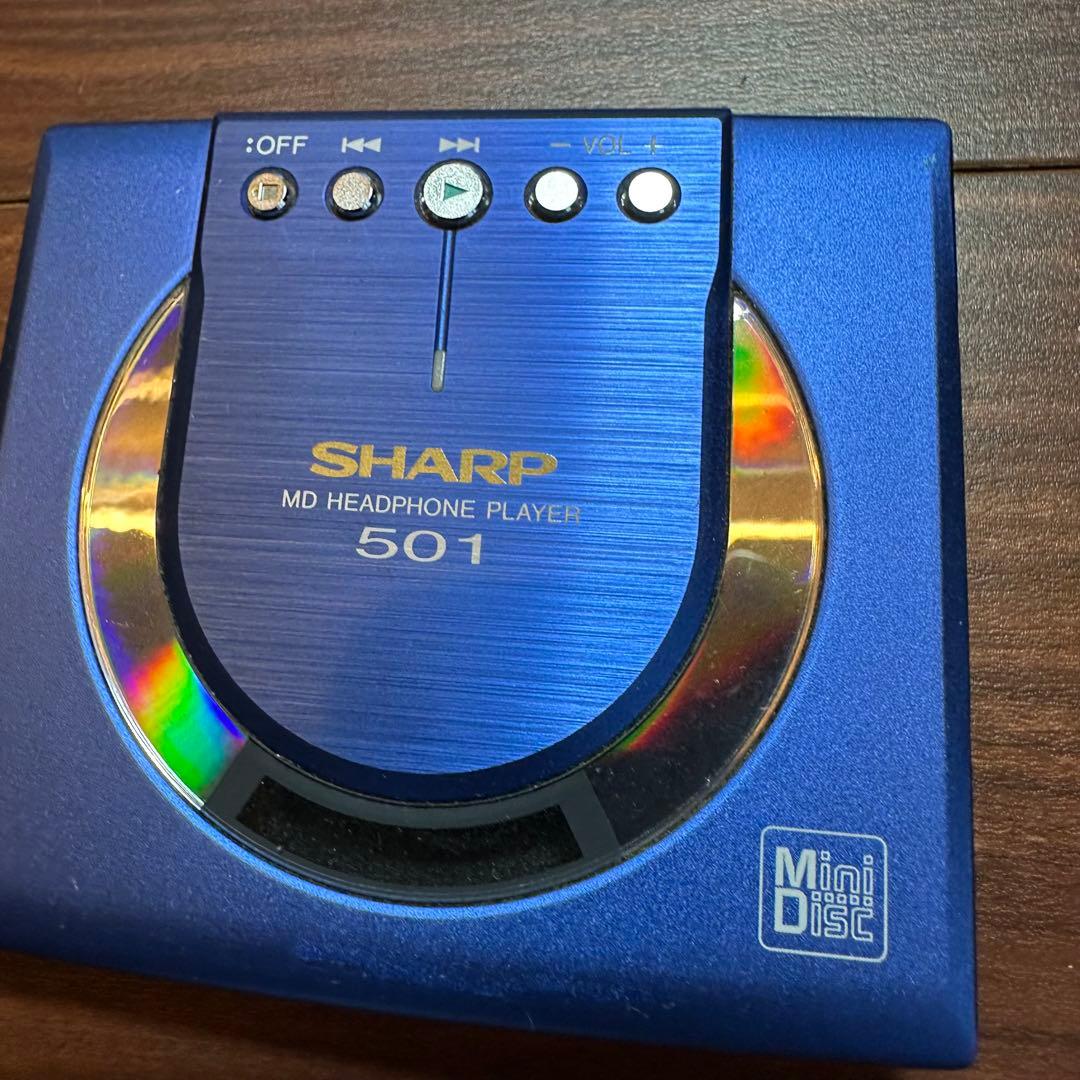 :OFF
− VOL +
SHARP
MD HEADPHONE PLAYER
501
Mini
Disc